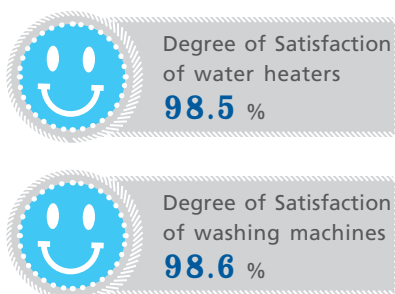 Degree of Satisfaction
of water heaters
98.5 %
Degree of Satisfaction
of washing machines
98.6 %